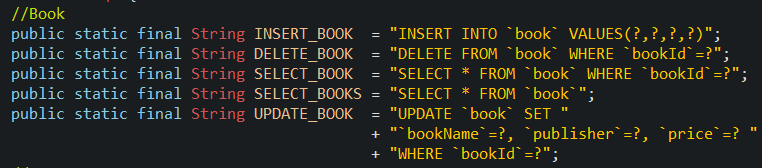 //Book
public static final String INSERT_BOOK  = "INSERT INTO `book` VALUES(?,?,?,?)";
public static final String DELETE_BOOK  = "DELETE FROM `book` WHERE `bookId`=?";
public static final String SELECT_BOOK  = "SELECT * FROM `book` WHERE `bookId`=?";
public static final String SELECT_BOOKS = "SELECT * FROM `book`";
public static final String UPDATE_BOOK  = "UPDATE `book` SET "
                                        + "`bookName`=?, `publisher`=?, `price`=? "
                                        + "WHERE `bookId`=?";